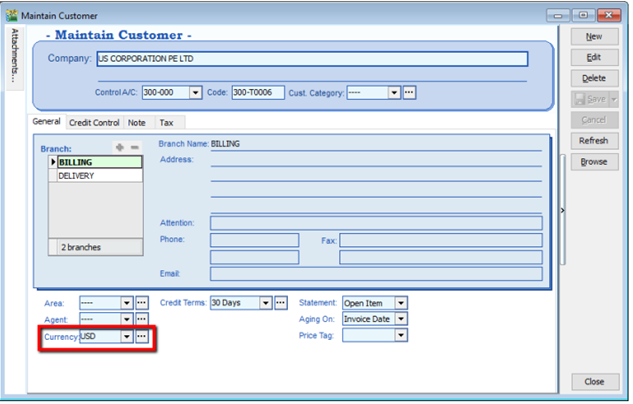 Maintain Customer
Attachments...
- Maintain Customer -
Company: US CORPORATION PE LTD
Control A/C: 300-000 Code: 300-T0006 Cust. Category: ----
General Credit Control Note Tax
Branch:
BILLING
DELIVERY
2 branches
Branch Name: BILLING
Address:
Attention:
Phone: Fax:
Email:
Area: ---- Credit Terms: 30 Days Statement: Open Item
Agent: ---- Aging On: Invoice Date
Currency: USD Price Tag:
New
Edit
Delete
Save
Cancel
Refresh
Browse
Close